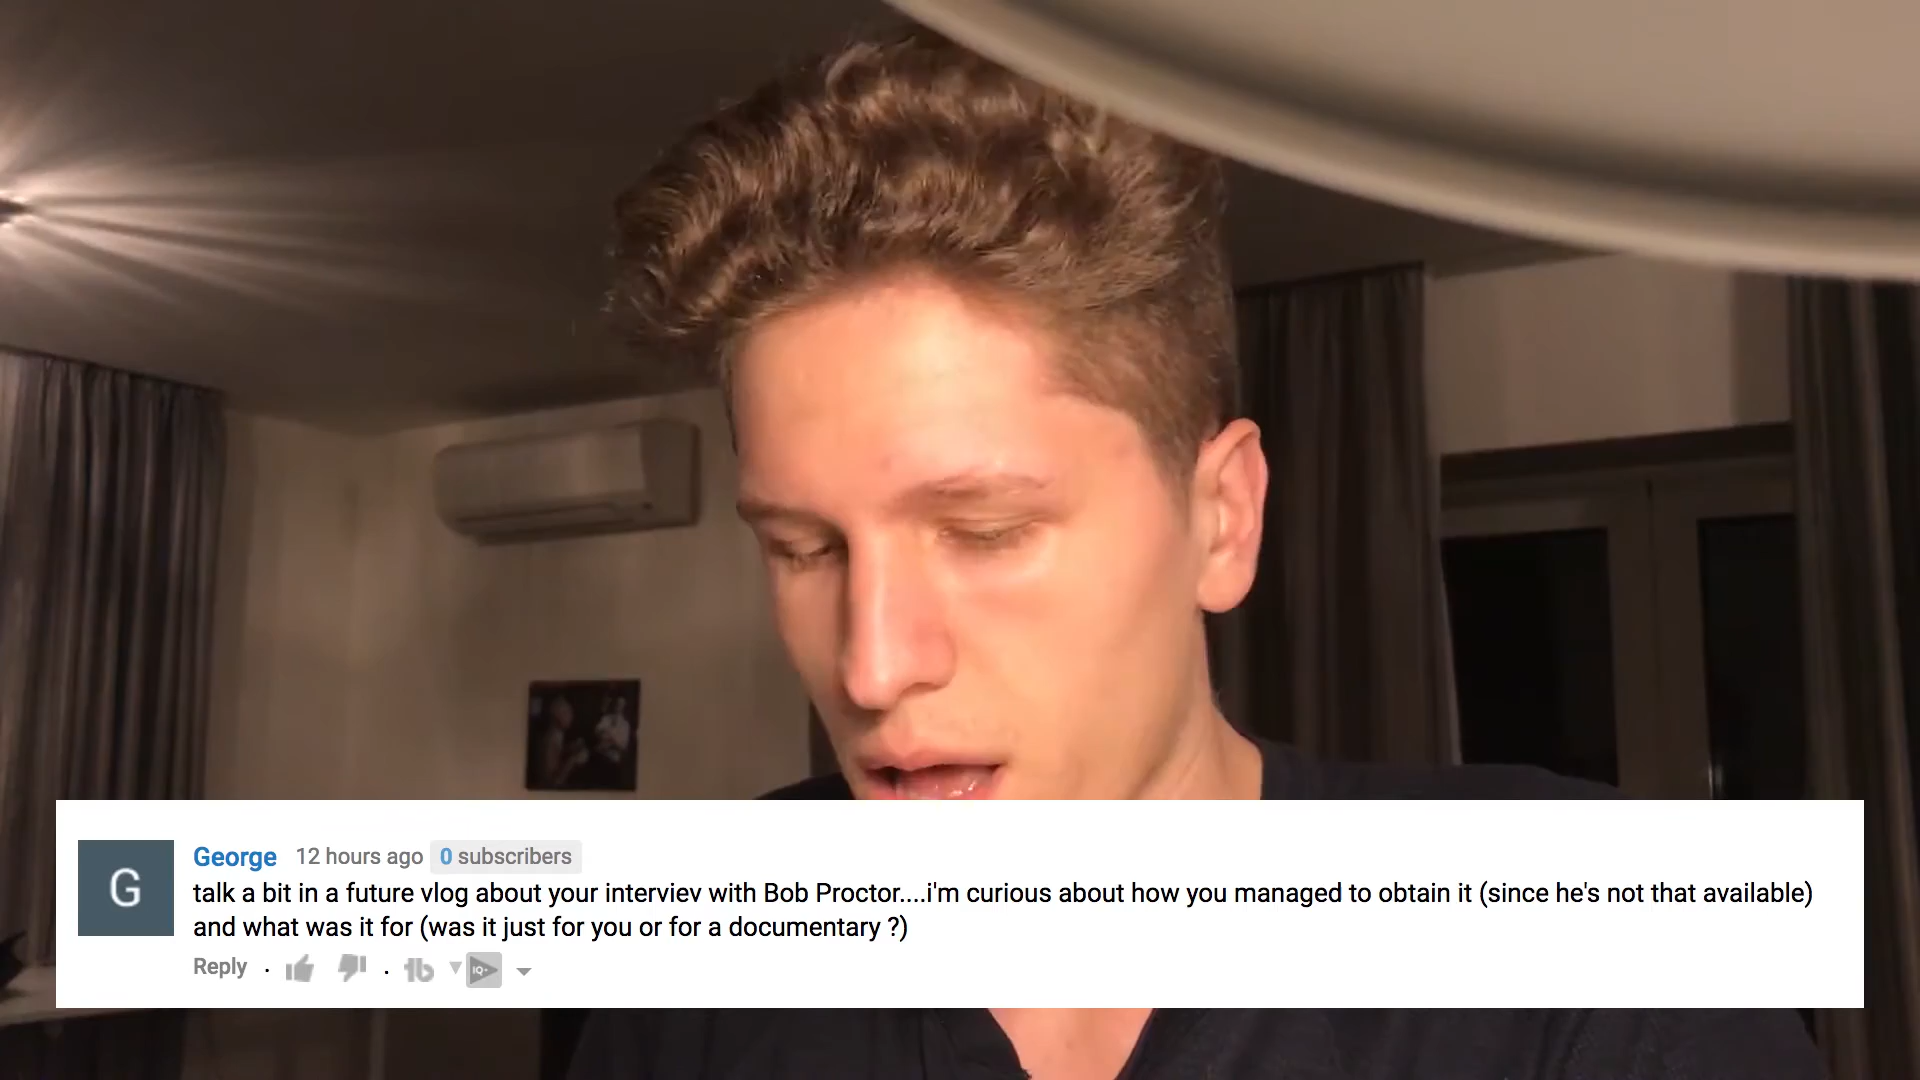 G
George 12 hours ago 0 subscribers
talk a bit in a future vlog about your interviev with Bob Proctor....i'm curious about how you managed to obtain it (since he's not that available)
and what was it for (was it just for you or for a documentary ?)
Reply . . tb IQ+